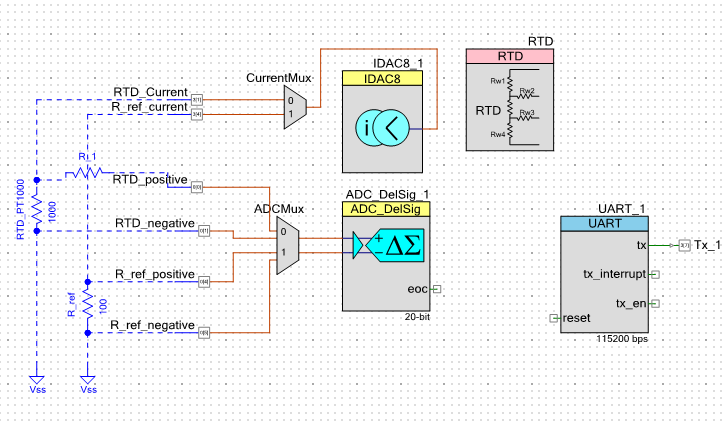 RTD
IDAC8_1
RTD
CurrentMux
IDAC8
RTD_Current
0
R_ref_current
1
i
RTD
Rw1
Rw2
Rw3
Rw4
R_1
RTD_positive
ADC_DelSig_1
ADCMux
ADC_DelSig
UART_1
RTD_PT1000
1000
RTD_negative
0
+
-
ΔΣ
UART
1
tx
Tx_1
R_ref_positive
tx_interrupt
eoc
R_ref
100
tx_en
R_ref_negative
20-bit
reset
115200 bps
Vss
Vss